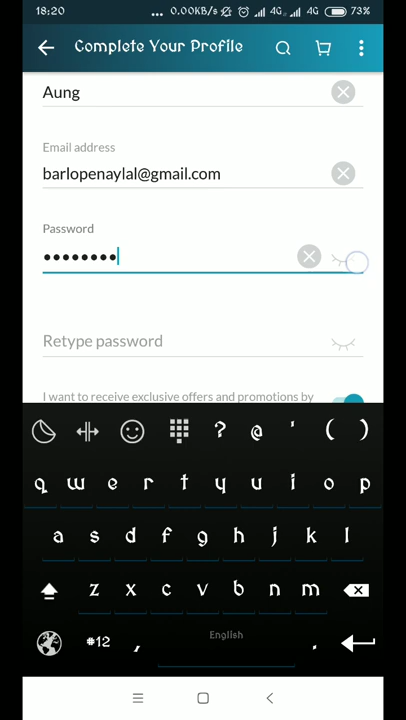 18:20 ... 0.00KB/s 4G 4G 73%
Complete Your Profile
Aung
Email address
barlopenaylal@gmail.com
Password
••••••••
Retype password
I want to receive exclusive offers and promotions by
? @ ' ( )
q w e r t y u i o p
a s d f g h j k l
z x c v b n m
#12 , English .